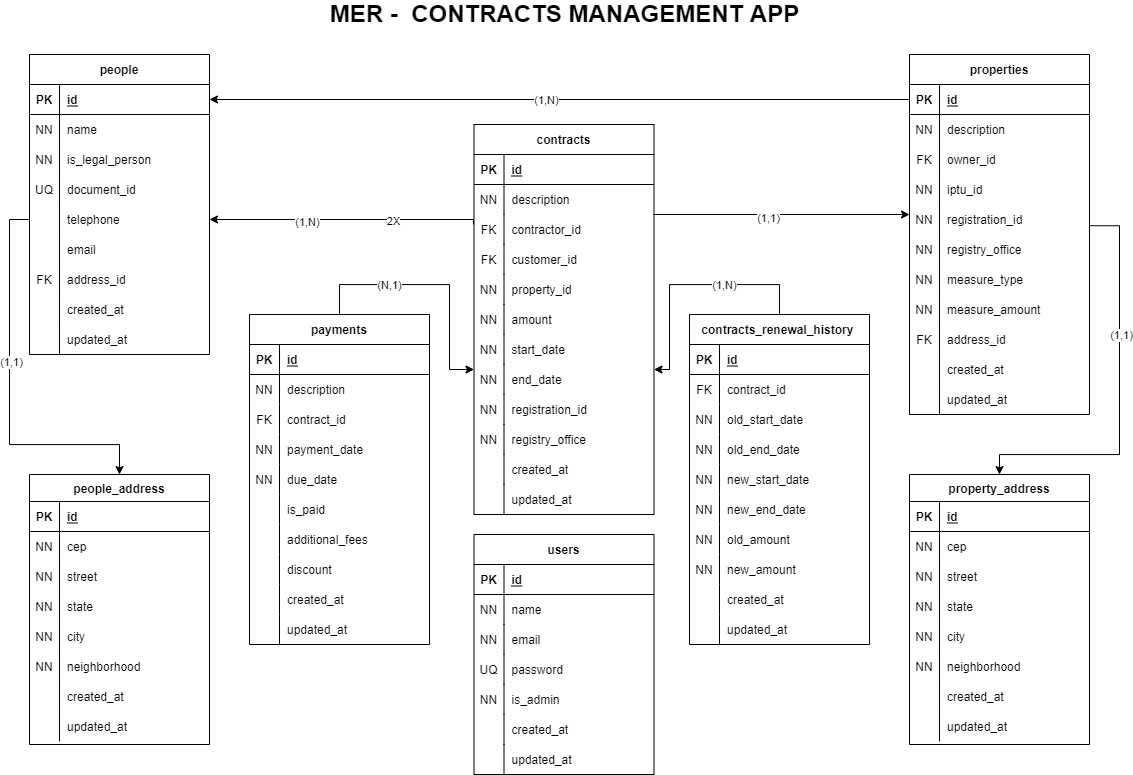 MER - CONTRACTS MANAGEMENT APP
people
PK id
NN name
NN is_legal_person
UQ document_id
telephone
email
FK address_id
created_at
updated_at
(1,N)
properties
PK id
NN description
FK owner_id
NN iptu_id
NN registration_id
NN registry_office
NN measure_type
NN measure_amount
FK address_id
created_at
updated_at
contracts
PK id
NN description
FK contractor_id
FK customer_id
NN property_id
NN amount
NN start_date
NN end_date
NN registration_id
NN registry_office
created_at
updated_at
(1,N) 2X
(1,1)
(N,1)
(1,N)
(1,1)
(1,1)
payments
PK id
NN description
FK contract_id
NN payment_date
NN due_date
is_paid
additional_fees
discount
created_at
updated_at
contracts_renewal_history
PK id
FK contract_id
NN old_start_date
NN old_end_date
NN new_start_date
NN new_end_date
NN old_amount
NN new_amount
created_at
updated_at
people_address
PK id
NN cep
NN street
NN state
NN city
NN neighborhood
created_at
updated_at
users
PK id
NN name
NN email
UQ password
NN is_admin
created_at
updated_at
property_address
PK id
NN cep
NN street
NN state
NN city
NN neighborhood
created_at
updated_at